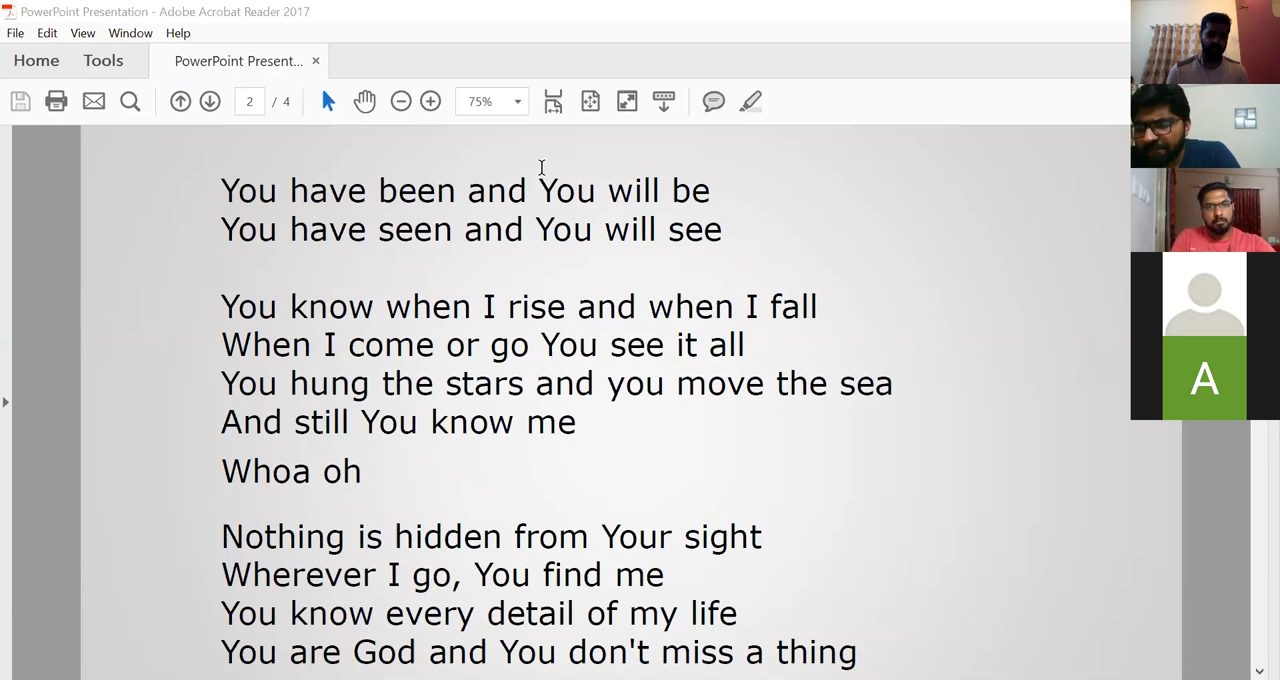 PowerPoint Presentation - Adobe Acrobat Reader 2017
File Edit View Window Help
Home Tools PowerPoint Present... ×
2 / 4 75%
You have been and You will be
You have seen and You will see
You know when I rise and when I fall
When I come or go You see it all
You hung the stars and you move the sea
And still You know me
Whoa oh
Nothing is hidden from Your sight
Wherever I go, You find me
You know every detail of my life
You are God and You don't miss a thing
A